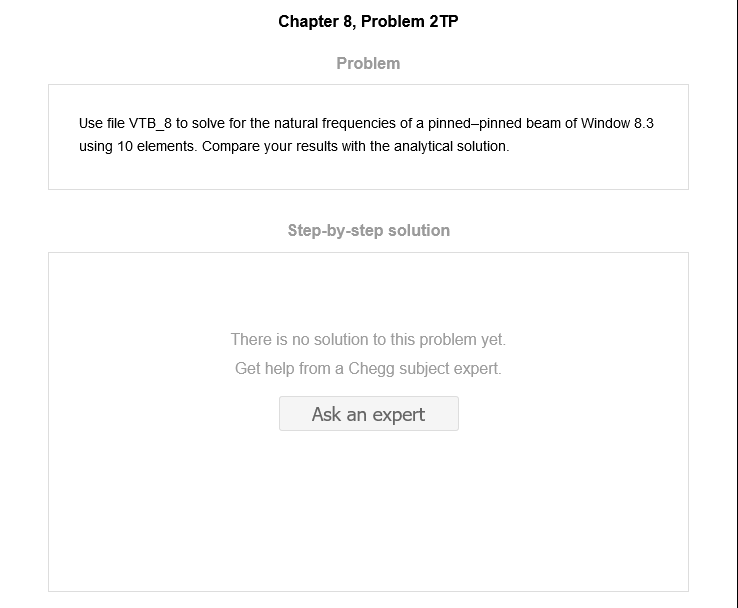 Chapter 8, Problem 2TP
Problem
Use file VTB_8 to solve for the natural frequencies of a pinned–pinned beam of Window 8.3
using 10 elements. Compare your results with the analytical solution.
Step-by-step solution
There is no solution to this problem yet.
Get help from a Chegg subject expert.
Ask an expert